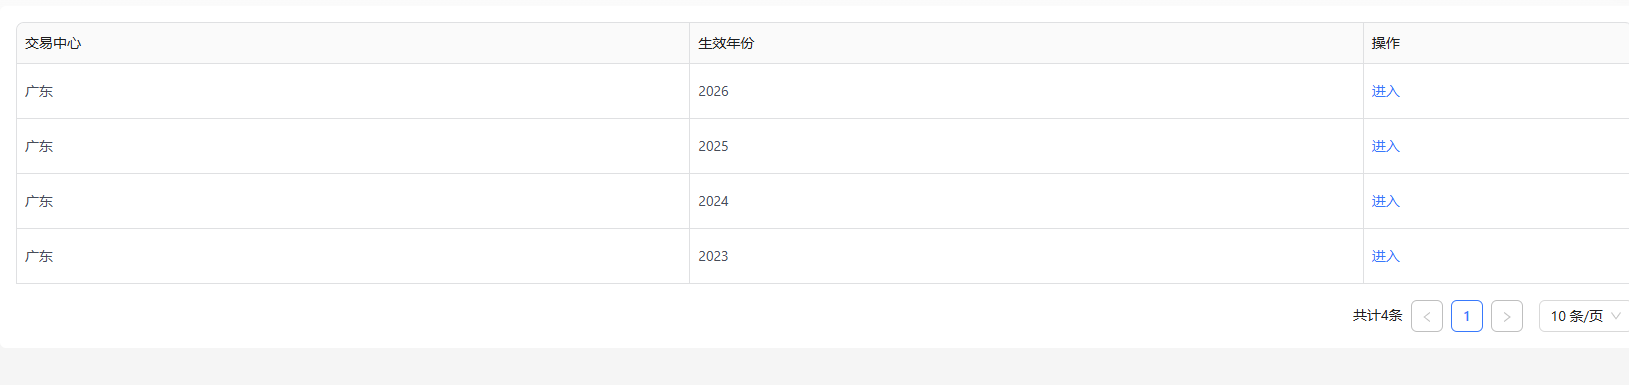 交易中心 生效年份 操作
广东 2026 进入
广东 2025 进入
广东 2024 进入
广东 2023 进入
共计4条 < 1 > 10 条/页